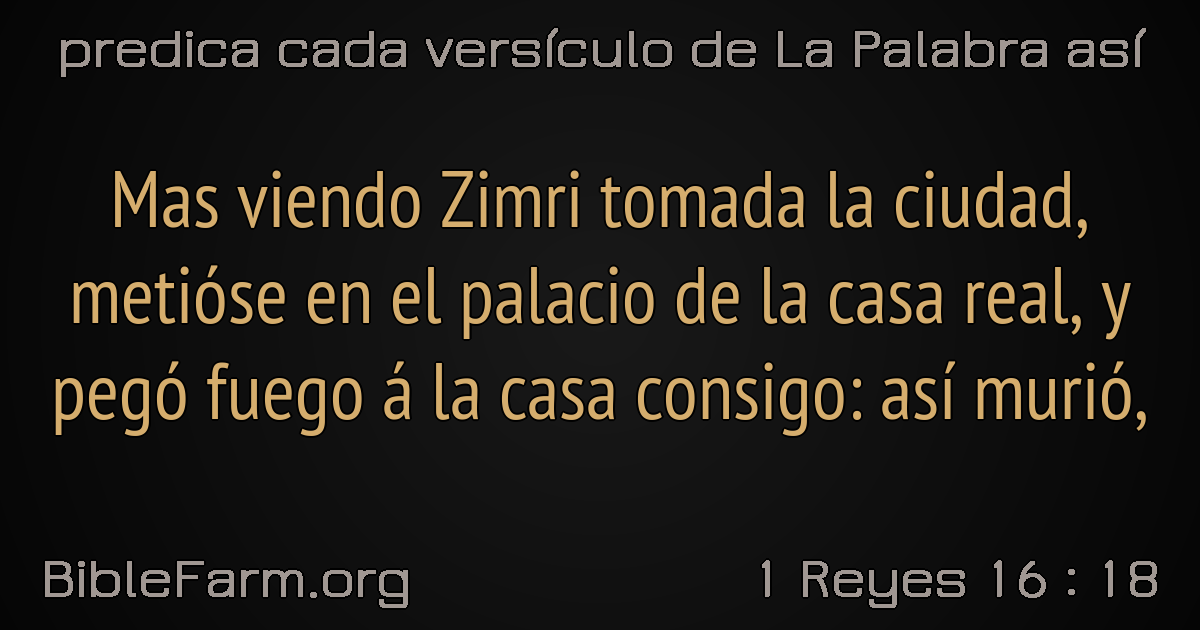 predica cada versículo de La Palabra así
Mas viendo Zimri tomada la ciudad,
metióse en el palacio de la casa real, y
pegó fuego á la casa consigo: así murió,
BibleFarm.org
1 Reyes 16 : 18